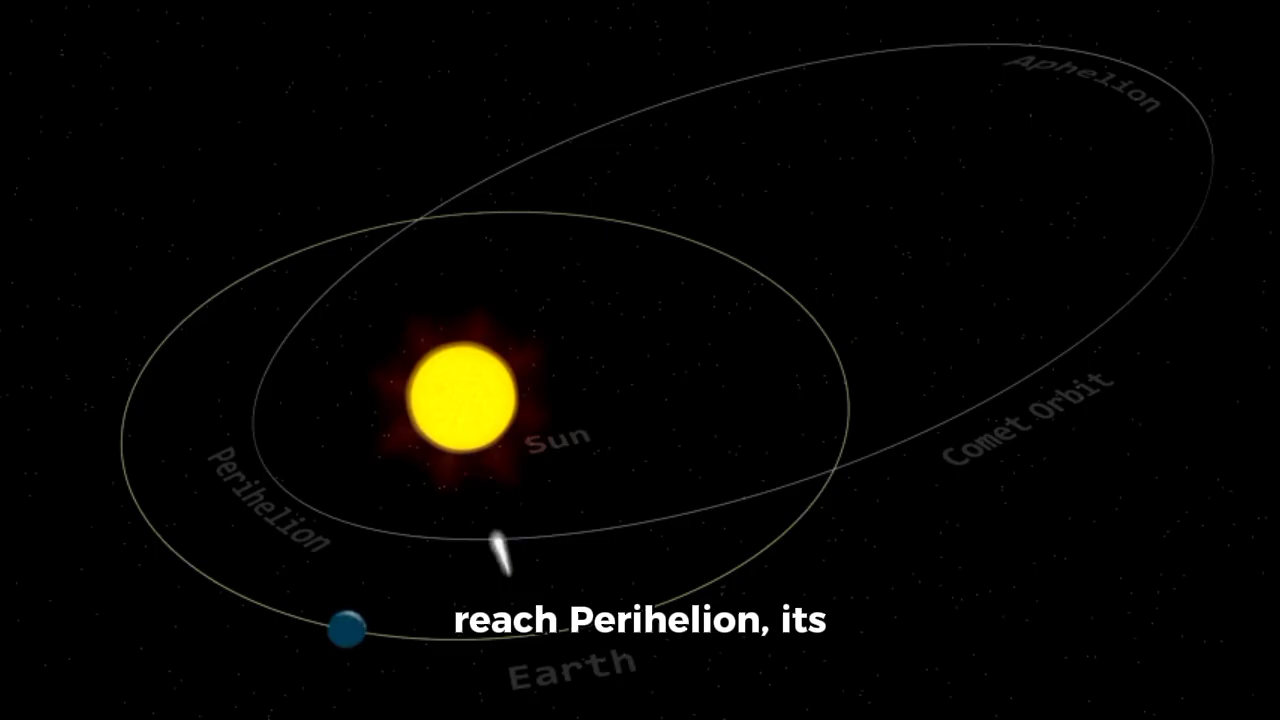 Aphelion
Comet Orbit
Sun
Perihelion
reach Perihelion, its
Earth